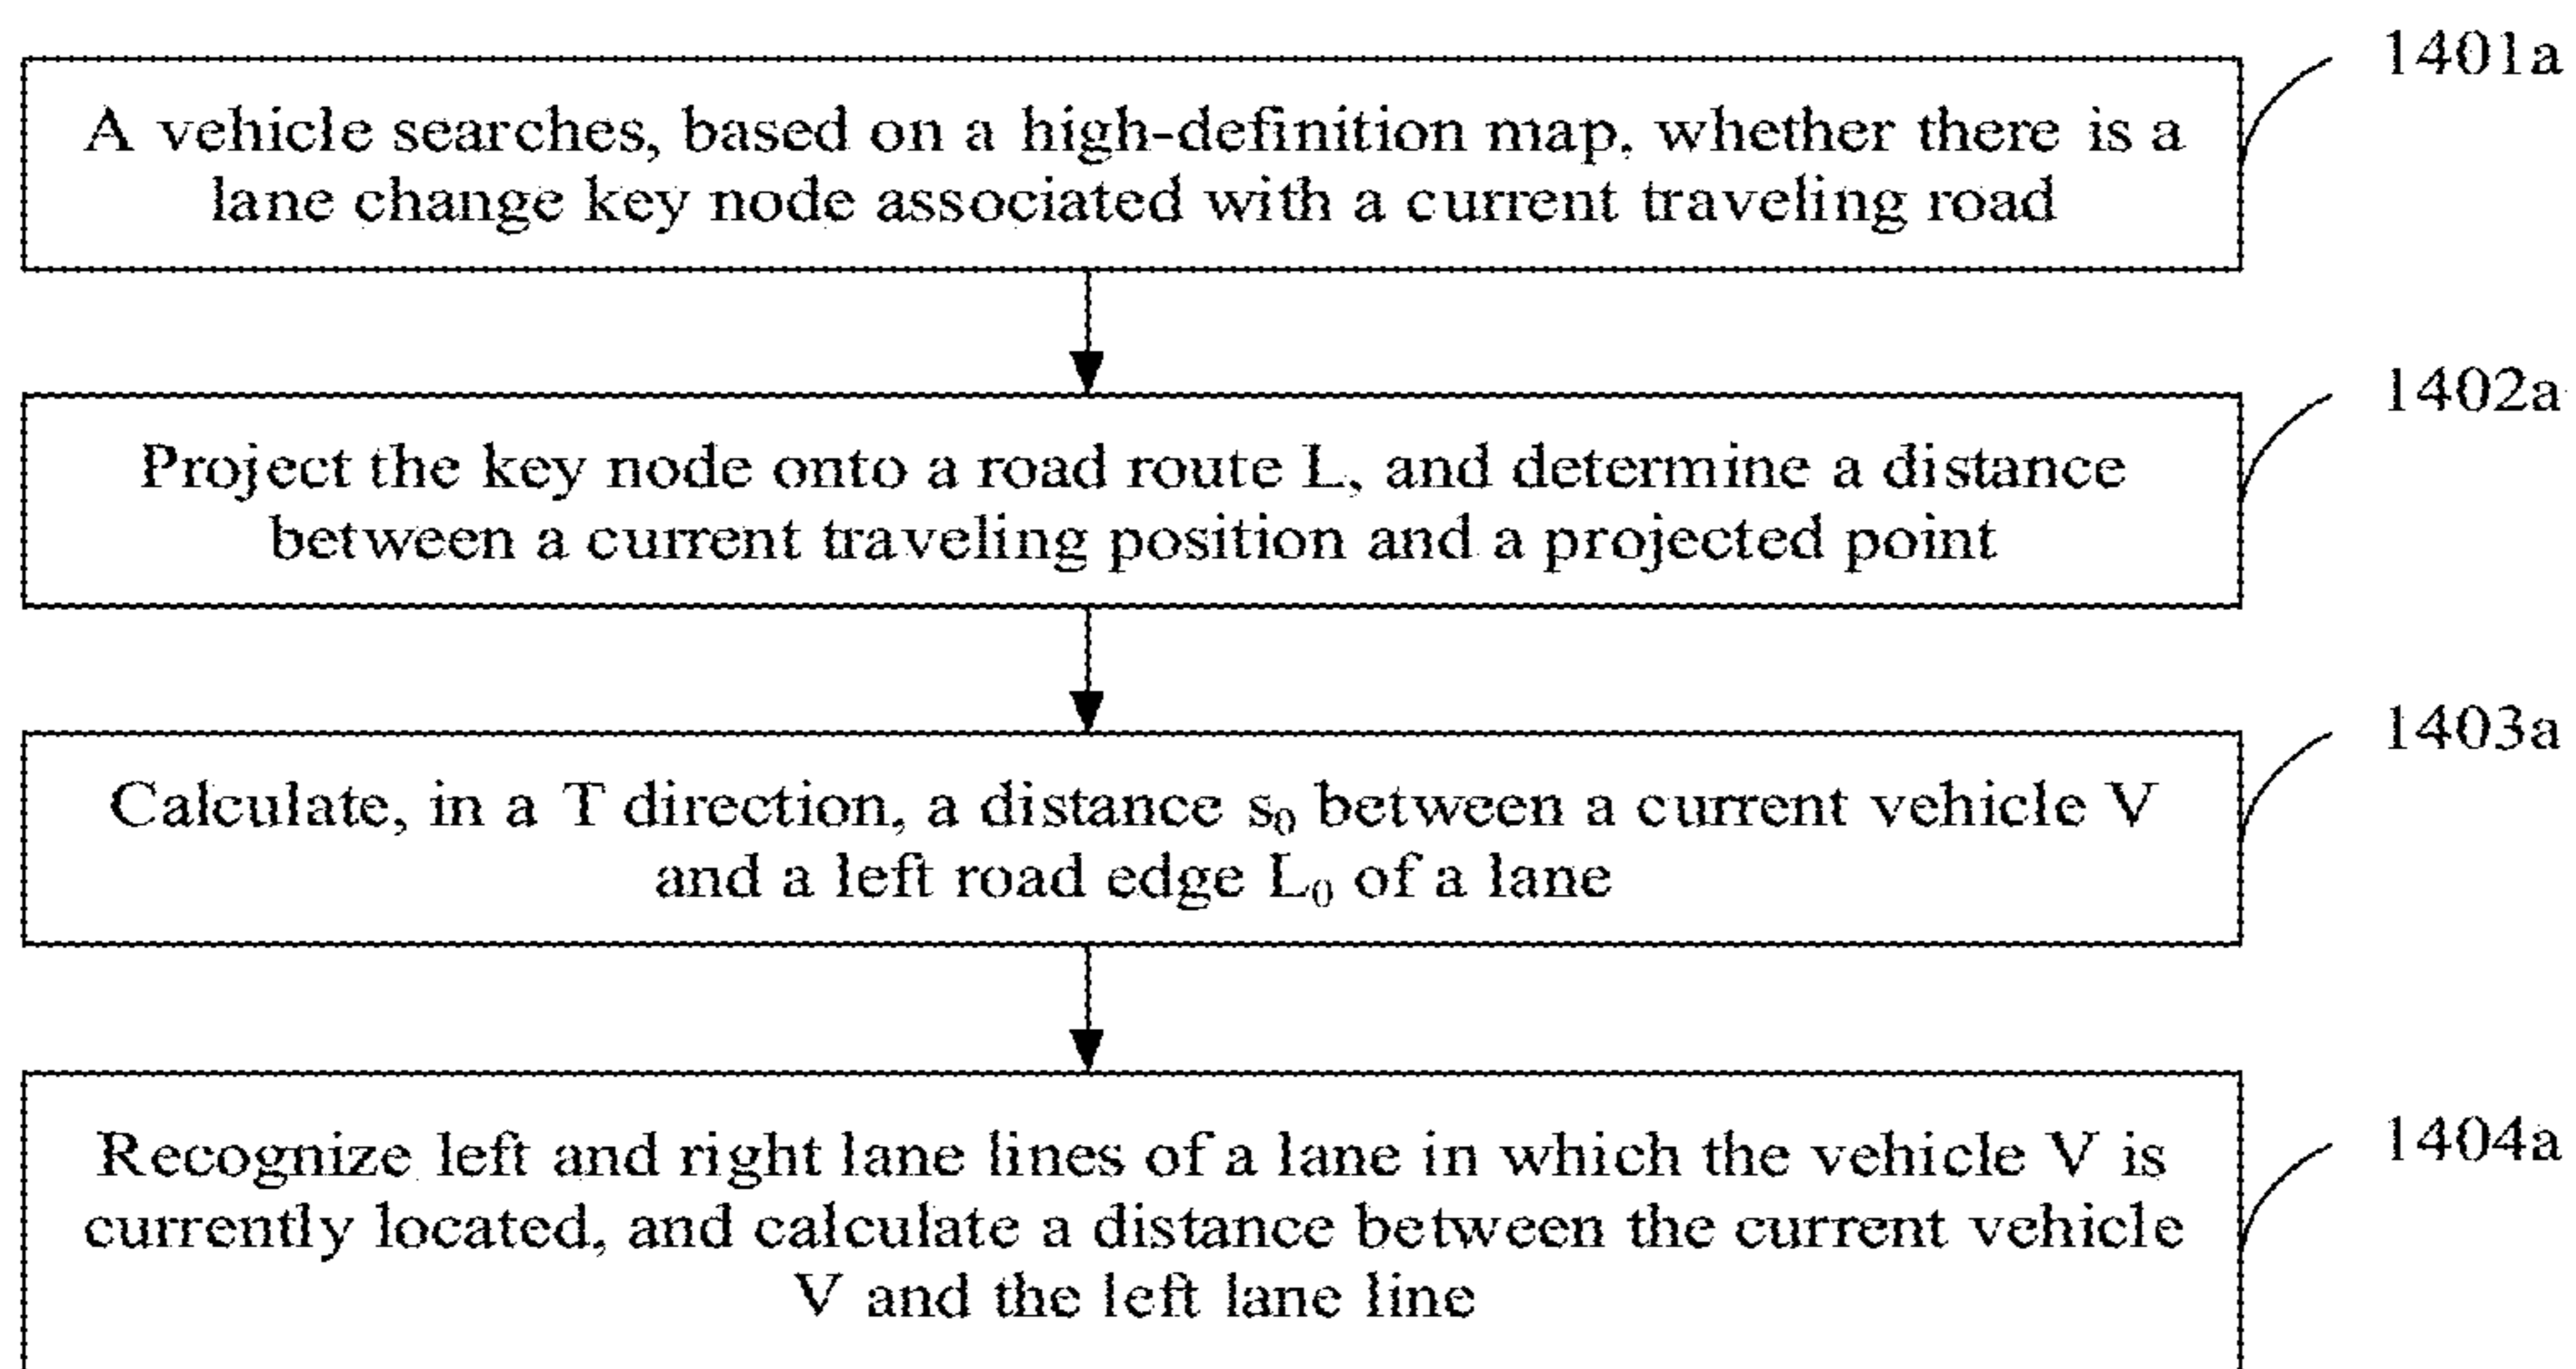 1401a
A vehicle searches, based on a high-definition map, whether there is a
lane change key node associated with a current traveling road
1402a
Project the key node onto a road route L, and determine a distance
between a current traveling position and a projected point
1403a
Calculate, in a T direction, a distance s₀ between a current vehicle V
and a left road edge L₀ of a lane
1404a
Recognize left and right lane lines of a lane in which the vehicle V is
currently located, and calculate a distance between the current vehicle
V and the left lane line